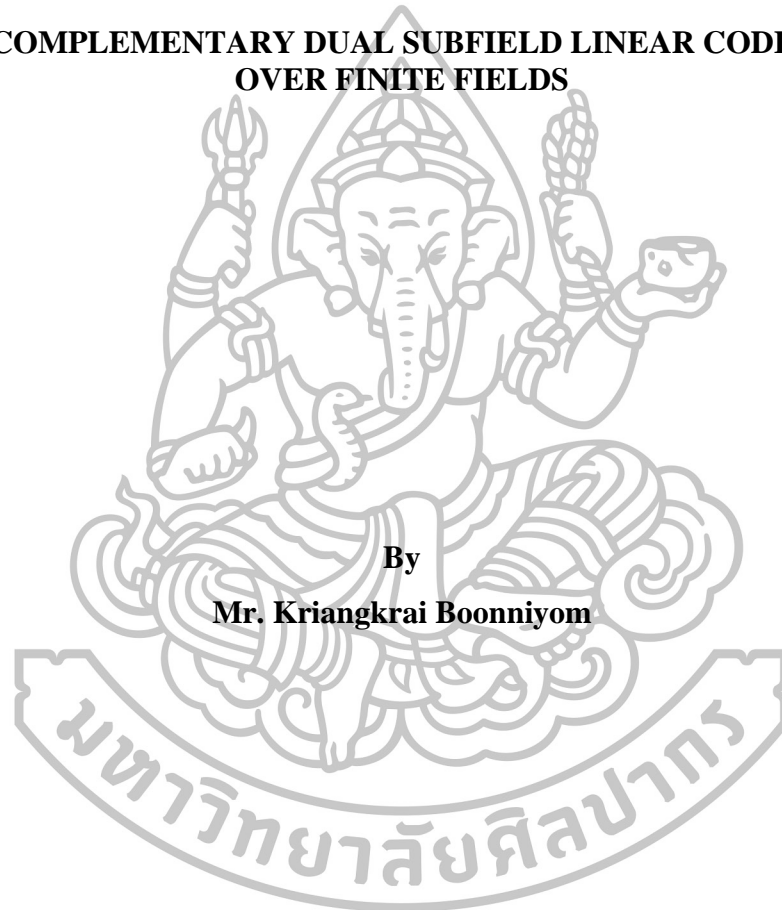 COMPLEMENTARY DUAL SUBFIELD LINEAR COD
OVER FINITE FIELDS
By
Mr. Kriangkrai Boonniyom
มหาวิทยาลัยศิลปากร